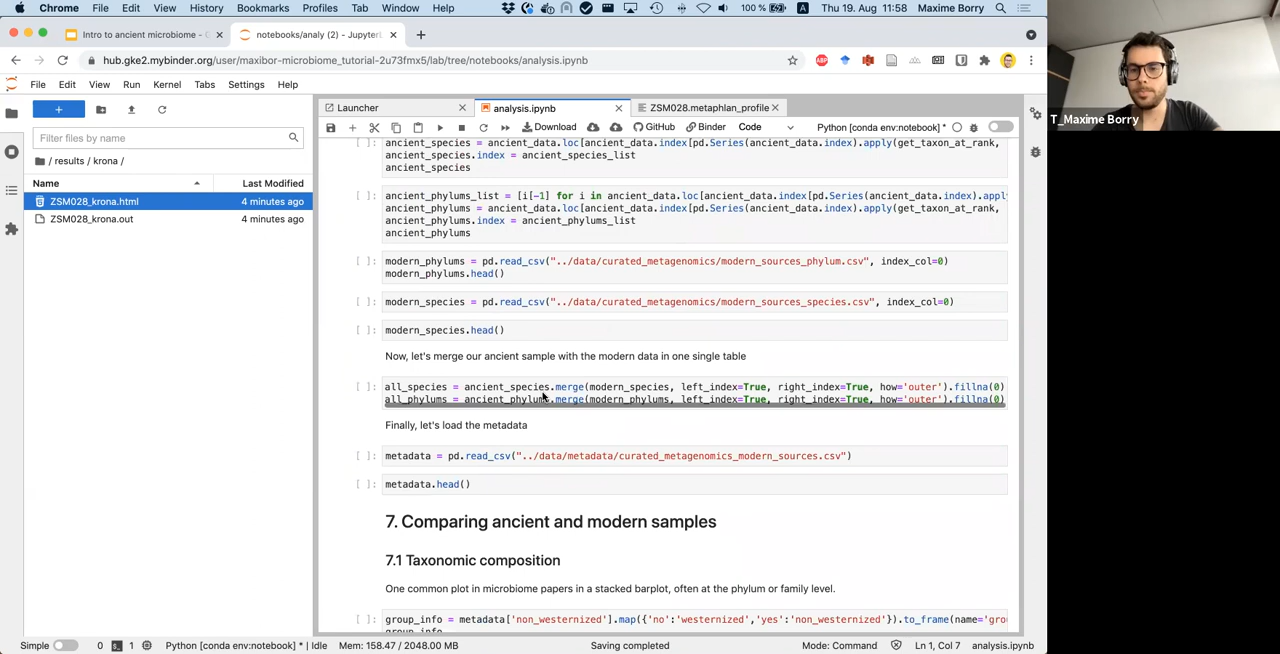 Chrome File Edit View History Bookmarks Profiles Tab Window Help 100 % A Thu 19. Aug 11:58 Maxime Borry
Intro to ancient microbiome - G notebooks/analy (2) - Jupyter
hub.gke2.mybinder.org/user/maxibor-microbiome_tutorial-2u73fmx5/lab/tree/notebooks/analysis.ipynb
T_Maxime Borry
File Edit View Run Kernel Tabs Settings Help
Launcher analysis.ipynb ZSM028.metaphlan_profile
Download GitHub Binder Code Python [conda env:notebook] *
Filter files by name
/ results / krona /
Name Last Modified
ZSM028_krona.html 4 minutes ago
ZSM028_krona.out 4 minutes ago
[ ]: ancient_species = ancient_data.loc[ancient_data.index[pd.Series(ancient_data.index).apply(get_taxon_at_rank,
ancient_species.index = ancient_species_list
ancient_species
[ ]: ancient_phylums_list = [i[-1] for i in ancient_data.loc[ancient_data.index[pd.Series(ancient_data.index).apply
ancient_phylums = ancient_data.loc[ancient_data.index[pd.Series(ancient_data.index).apply(get_taxon_at_rank,
ancient_phylums.index = ancient_phylums_list
ancient_phylums
[ ]: modern_phylums = pd.read_csv("../data/curated_metagenomics/modern_sources_phylum.csv", index_col=0)
modern_phylums.head()
[ ]: modern_species = pd.read_csv("../data/curated_metagenomics/modern_sources_species.csv", index_col=0)
[ ]: modern_species.head()
Now, let's merge our ancient sample with the modern data in one single table
[ ]: all_species = ancient_species.merge(modern_species, left_index=True, right_index=True, how='outer').fillna(0)
all_phylums = ancient_phylums.merge(modern_phylums, left_index=True, right_index=True, how='outer').fillna(0)
Finally, let's load the metadata
[ ]: metadata = pd.read_csv("../data/metadata/curated_metagenomics_modern_sources.csv")
[ ]: metadata.head()
7. Comparing ancient and modern samples
7.1 Taxonomic composition
One common plot in microbiome papers in a stacked barplot, often at the phylum or family level.
[ ]: group_info = metadata['non_westernized'].map({'no':'westernized','yes':'non_westernized'}).to_frame(name='gro
group_info
Simple 0 1 Python [conda env:notebook] * | Idle Mem: 158.47 / 2048.00 MB Saving completed Mode: Command Ln 1, Col 7 analysis.ipynb